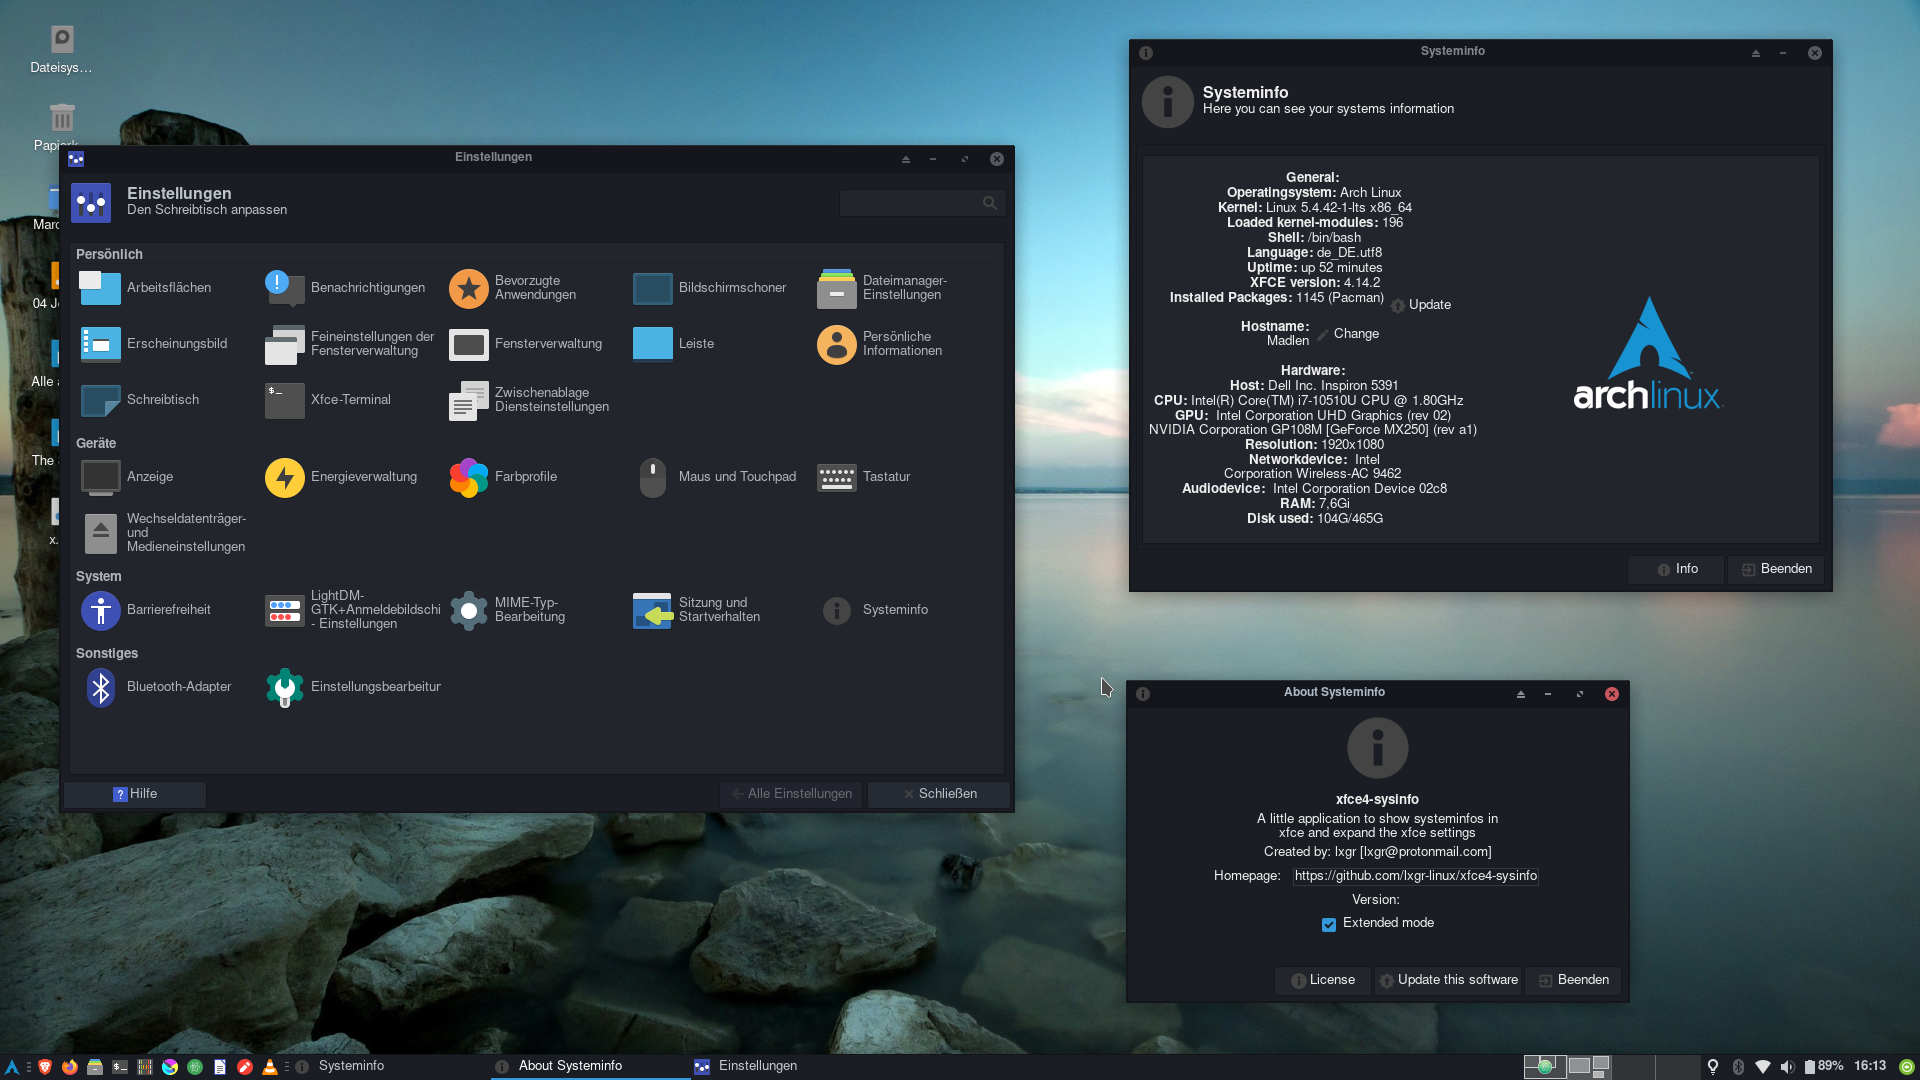 Dateisys…
Papierk
Marc
04 Je
Alle a
The
x.
Einstellungen
Einstellungen
Den Schreibtisch anpassen
Persönlich
Arbeitsflächen
Benachrichtigungen
Bevorzugte
Anwendungen
Bildschirmschoner
Dateimanager-
Einstellungen
Erscheinungsbild
Feineinstellungen der
Fensterverwaltung
Fensterverwaltung
Leiste
Persönliche
Informationen
Schreibtisch
Xfce-Terminal
Zwischenablage
Diensteinstellungen
Geräte
Anzeige
Energieverwaltung
Farbprofile
Maus und Touchpad
Tastatur
Wechseldatenträger-
und
Medieneinstellungen
System
Barrierefreiheit
LightDM-
GTK+Anmeldebildschi
- Einstellungen
MIME-Typ-
Bearbeitung
Sitzung und
Startverhalten
Systeminfo
Sonstiges
Bluetooth-Adapter
Einstellungsbearbeitur
Hilfe
Alle Einstellungen
Schließen
Systeminfo
Systeminfo
Here you can see your systems information
General:
Operatingsystem: Arch Linux
Kernel: Linux 5.4.42-1-lts x86_64
Loaded kernel-modules: 196
Shell: /bin/bash
Language: de_DE.utf8
Uptime: up 52 minutes
XFCE version: 4.14.2
Installed Packages: 1145 (Pacman) Update
Hostname:
Madlen
Change
Hardware:
Host: Dell Inc. Inspiron 5391
CPU: Intel(R) Core(TM) i7-10510U CPU @ 1.80GHz
GPU: Intel Corporation UHD Graphics (rev 02)
NVIDIA Corporation GP108M [GeForce MX250] (rev a1)
Resolution: 1920x1080
Networkdevice: Intel
Corporation Wireless-AC 9462
Audiodevice: Intel Corporation Device 02c8
RAM: 7,6Gi
Disk used: 104G/465G
archlinux
Info
Beenden
About Systeminfo
xfce4-sysinfo
A little application to show systeminfos in
xfce and expand the xfce settings
Created by: lxgr [lxgr@protonmail.com]
Homepage: https://github.com/lxgr-linux/xfce4-sysinfo
Version:
Extended mode
License
Update this software
Beenden
Systeminfo
About Systeminfo
Einstellungen
89%
16:13